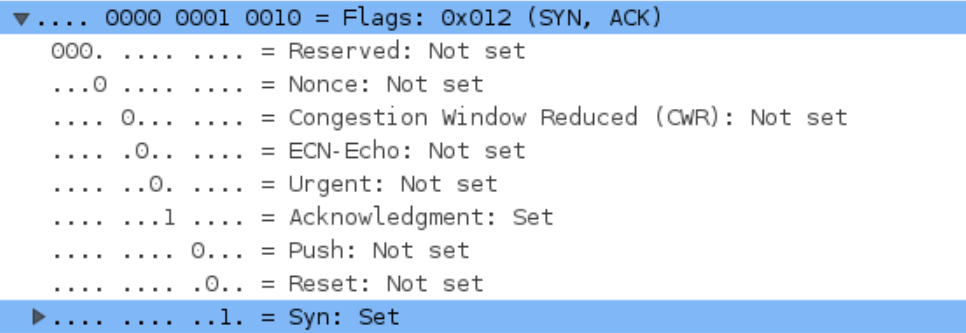 .... 0000 0001 0010 = Flags: 0x012 (SYN, ACK)
000. .... .... = Reserved: Not set
...0 .... .... = Nonce: Not set
.... 0... .... = Congestion Window Reduced (CWR): Not set
.... .0.. .... = ECN-Echo: Not set
.... ..0. .... = Urgent: Not set
.... ...1 .... = Acknowledgment: Set
.... .... 0... = Push: Not set
.... .... .0.. = Reset: Not set
.... .... ..1. = Syn: Set